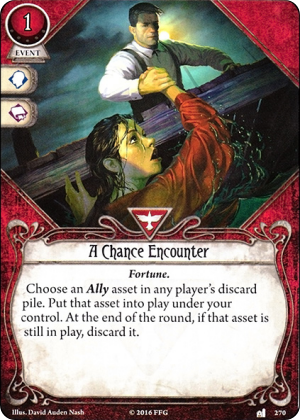 1
EVENT
A Chance Encounter
Fortune.
Choose an Ally asset in any player's discard
pile. Put that asset into play under your
control. At the end of the round, if that asset is
still in play, discard it.
Illus. David Auden Nash
© 2016 FFG
270